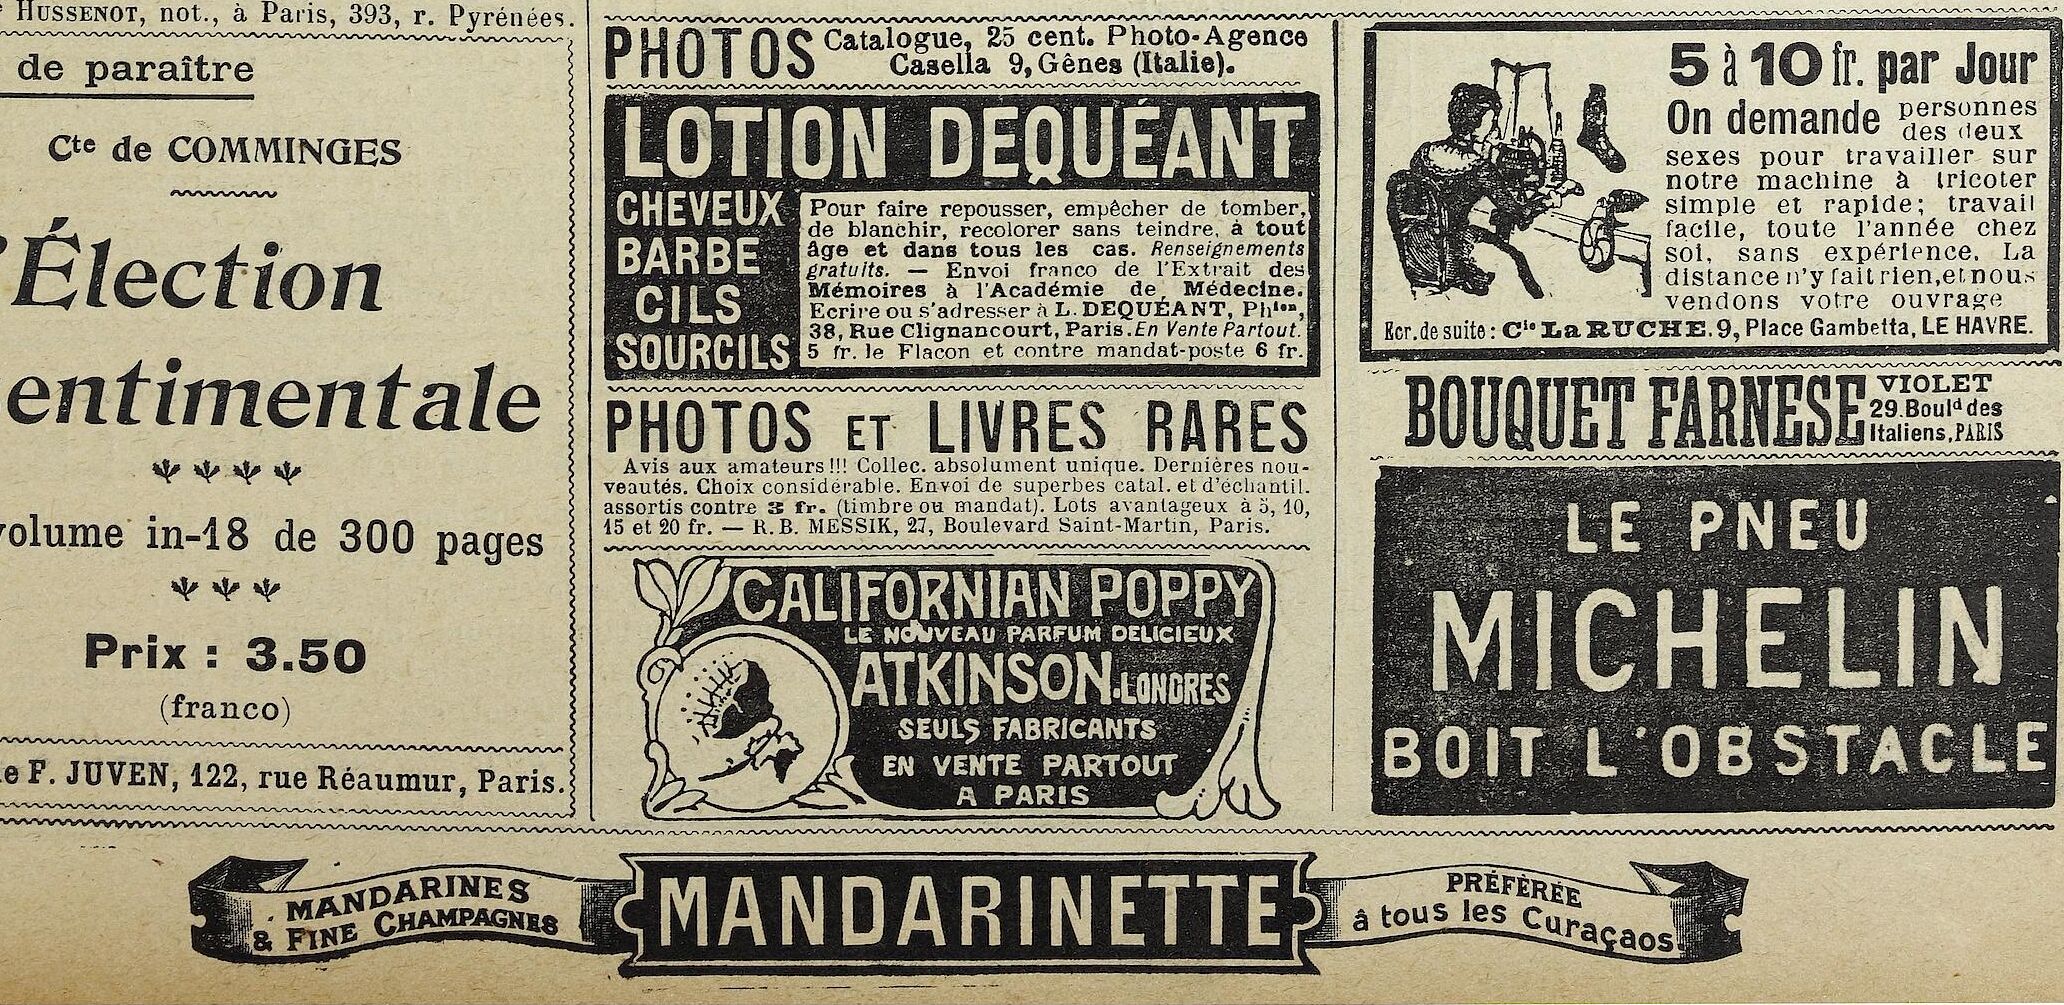 HUSSENOT, not., à Paris, 393, r. Pyrénées.
de paraître
Cte de COMMINGES
'Élection
entimentale
volume in-18 de 300 pages
Prix : 3.50
(franco)
F. JUVEN, 122, rue Réaumur, Paris.
PHOTOS Catalogue, 25 cent. Photo-Agence
Casella 9, Gênes (Italie).
LOTION DEQUÉANT
CHEVEUX
BARBE
CILS
SOURCILS
Pour faire repousser, empêcher de tomber,
de blanchir, recolorer sans teindre, à tout
âge et dans tous les cas. Renseignements
gratuits. — Envoi franco de l'Extrait des
Mémoires à l'Académie de Médecine.
Ecrire ou s'adresser à L. DEQUÉANT, Phien,
38, Rue Clignancourt, Paris. En Vente Partout.
5 fr. le Flacon et contre mandat-poste 6 fr.
PHOTOS ET LIVRES RARES
Avis aux amateurs!!! Collec. absolument unique. Dernières nou-
veautés. Choix considérable. Envoi de superbes catal. et d'échantil.
assortis contre 3 fr. (timbre ou mandat). Lots avantageux à 5, 10,
15 et 20 fr. — R. B. MESSIK, 27, Boulevard Saint-Martin, Paris.
CALIFORNIAN POPPY
LE NOUVEAU PARFUM DELICIEUX
ATKINSON. LONDRES
SEULS FABRICANTS
EN VENTE PARTOUT
A PARIS
5 à 10 fr. par Jour
On demande personnes
des deux
sexes pour travailler sur
notre machine à tricoter
simple et rapide; travail
facile, toute l'année chez
soi, sans expérience. La
distance n'y fait rien, et nous
vendons votre ouvrage
Ecr. de suite : Cie La RUCHE, 9, Place Gambetta, LE HAVRE.
BOUQUET FARNESE VIOLET
29. Bould des
Italiens, PARIS
LE PNEU
MICHELIN
BOIT L'OBSTACLE
MANDARINES
& FINE CHAMPAGNES
MANDARINETTE
PRÉFÈRÉE
â tous les Curaçaos.